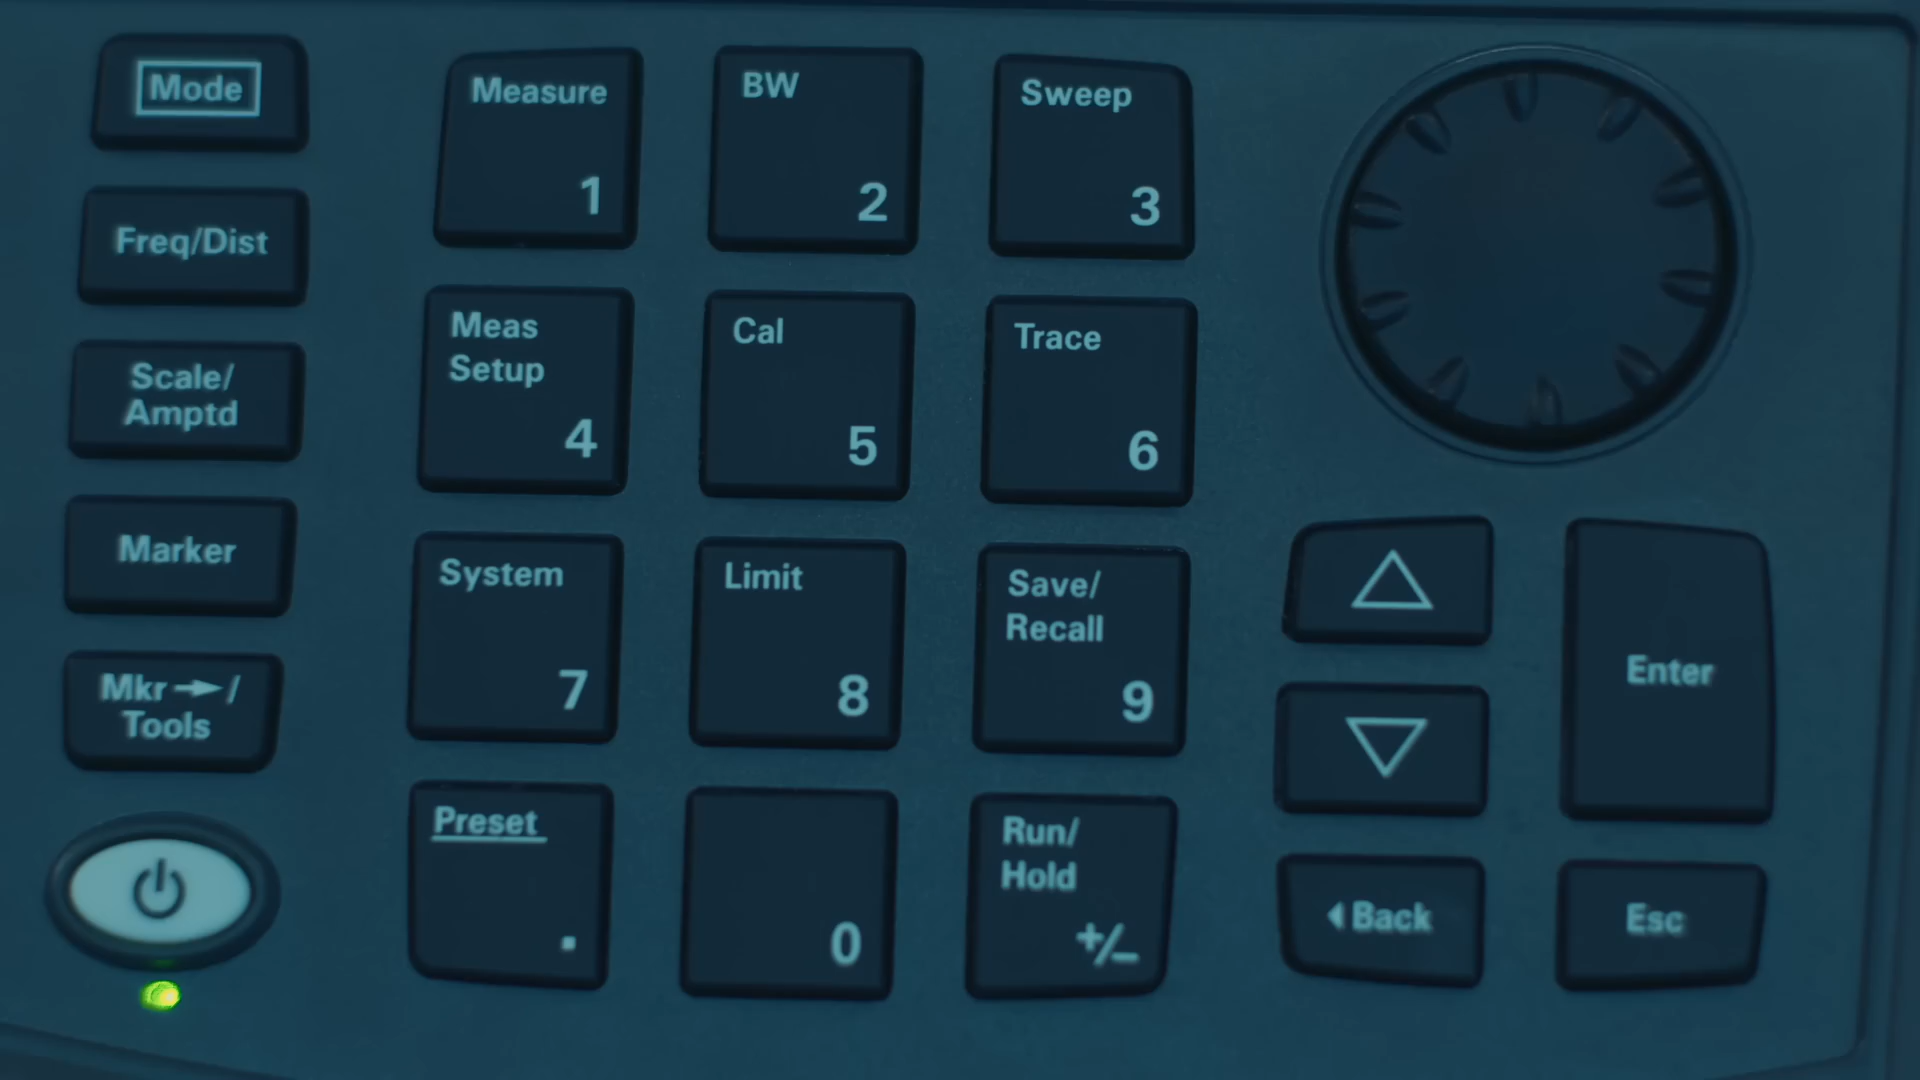 Mode
Measure
1
BW
2
Sweep
3
Freq/Dist
Meas
Setup
4
Cal
5
Trace
6
Scale/
Amptd
Marker
System
7
Limit
8
Save/
Recall
9
Enter
Mkr→/
Tools
Preset
.
0
Run/
Hold
+/−
Back
Esc